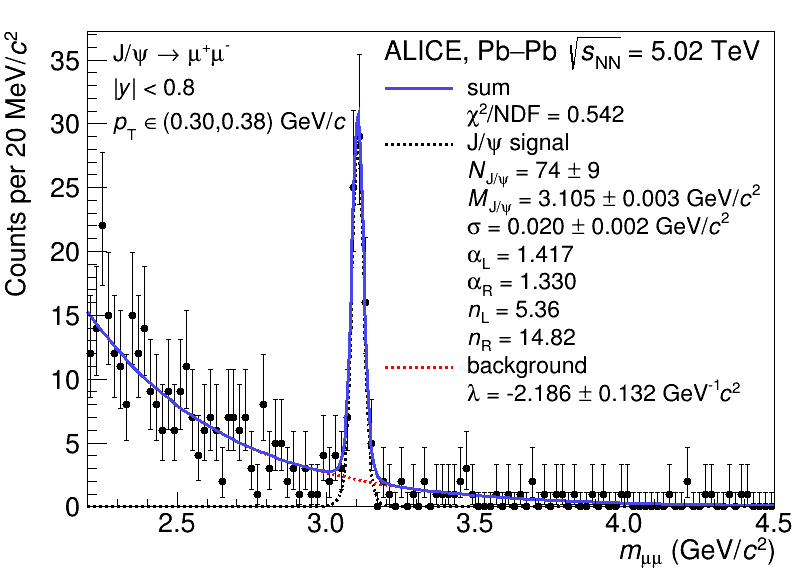 Counts per 20 MeV/c²
J/ψ → μ⁺μ⁻
|y| < 0.8
p_T ∈ (0.30,0.38) GeV/c
ALICE, Pb–Pb √s_NN = 5.02 TeV
sum
χ²/NDF = 0.542
J/ψ signal
N_J/ψ = 74 ± 9
M_J/ψ = 3.105 ± 0.003 GeV/c²
σ = 0.020 ± 0.002 GeV/c²
α_L = 1.417
α_R = 1.330
n_L = 5.36
n_R = 14.82
background
λ = -2.186 ± 0.132 GeV⁻¹c²
35
30
25
20
15
10
5
0
2.5 3.0 3.5 4.0 4.5
m_μμ (GeV/c²)